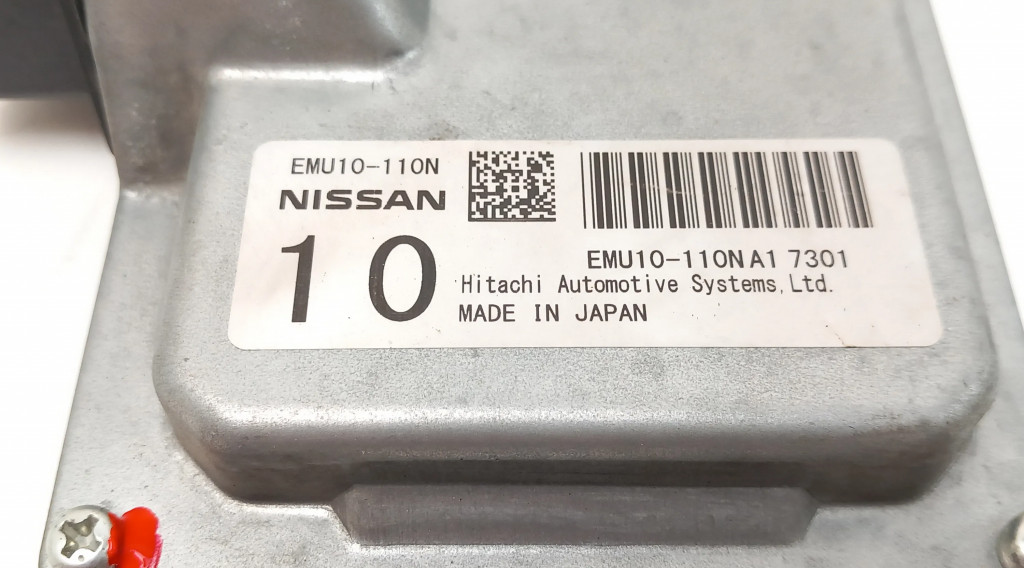 EMU10-110N
NISSAN
10
EMU10-110NA1 7301
Hitachi Automotive Systems, Ltd.
MADE IN JAPAN